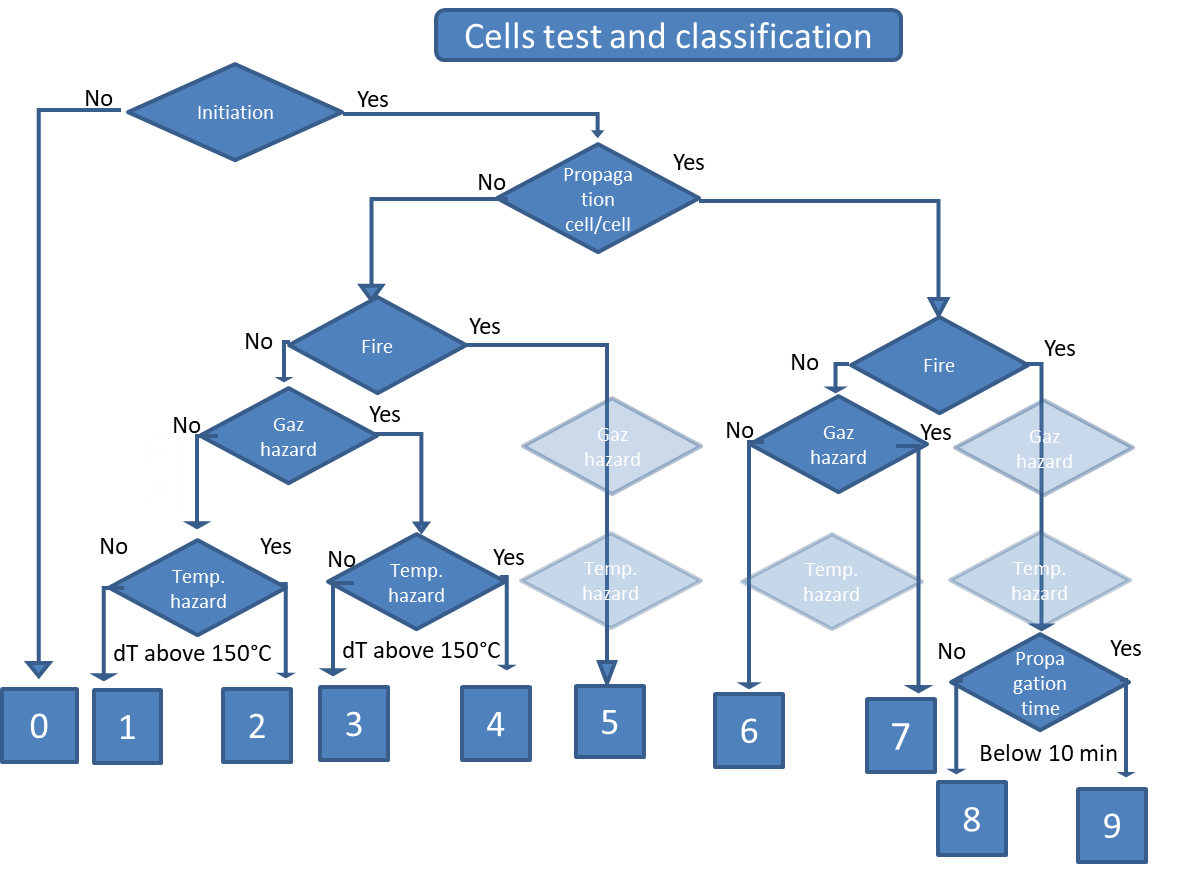 Cells test and classification
No
Yes
Initiation
No
Yes
Propaga
tion
cell/cell
No
Yes
Fire
No
Yes
Fire
No
Yes
Gaz
hazard
Gaz
hazard
No
Yes
Gaz
hazard
Gaz
hazard
No
Yes
Temp.
hazard
No
Yes
Temp.
hazard
Temp.
hazard
Temp.
hazard
Temp.
hazard
dT above 150°C
dT above 150°C
No
Yes
Propa
gation
time
Below 10 min
0
1
2
3
4
5
6
7
8
9